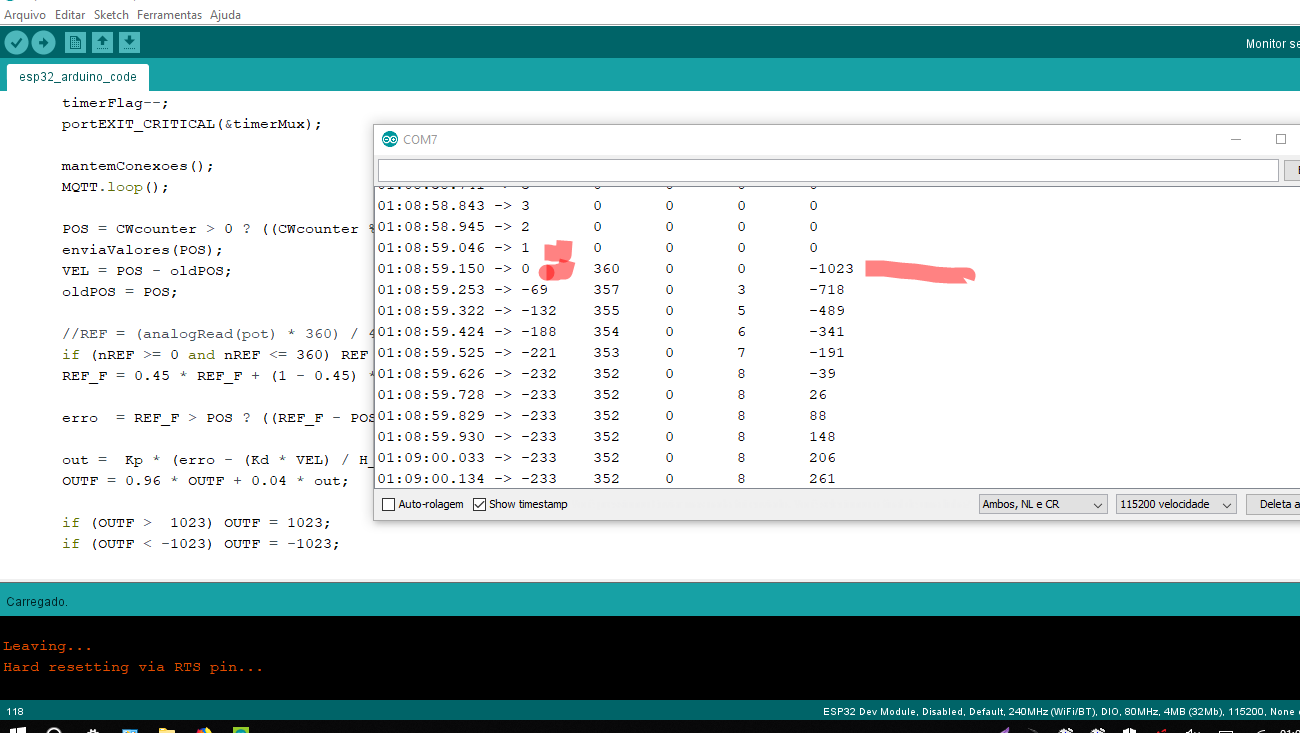 Arquivo Editar Sketch Ferramentas Ajuda
Monitor se
esp32_arduino_code
timerFlag--;
portEXIT_CRITICAL(&timerMux);
mantemConexoes();
MQTT.loop();
POS = CWcounter > 0 ? ((CWcounter %
enviaValores(POS);
VEL = POS - oldPOS;
oldPOS = POS;
//REF = (analogRead(pot) * 360) / 4
if (nREF >= 0 and nREF <= 360) REF
REF_F = 0.45 * REF_F + (1 - 0.45) *
erro  = REF_F > POS ? ((REF_F - POS
out =  Kp * (erro - (Kd * VEL) / H_
OUTF = 0.96 * OUTF + 0.04 * out;
if (OUTF >  1023) OUTF = 1023;
if (OUTF < -1023) OUTF = -1023;
COM7
01:08:58.843 -> 3 0 0 0 0
01:08:58.945 -> 2 0 0 0 0
01:08:59.046 -> 1 0 0 0 0
01:08:59.150 -> 0 360 0 0 -1023
01:08:59.253 -> -69 357 0 3 -718
01:08:59.322 -> -132 355 0 5 -489
01:08:59.424 -> -188 354 0 6 -341
01:08:59.525 -> -221 353 0 7 -191
01:08:59.626 -> -232 352 0 8 -39
01:08:59.728 -> -233 352 0 8 26
01:08:59.829 -> -233 352 0 8 88
01:08:59.930 -> -233 352 0 8 148
01:09:00.033 -> -233 352 0 8 206
01:09:00.134 -> -233 352 0 8 261
Auto-rolagem Show timestamp Ambos, NL e CR 115200 velocidade Deleta a
Carregado.
Leaving...
Hard resetting via RTS pin...
118 ESP32 Dev Module, Disabled, Default, 240MHz (WiFi/BT), DIO, 80MHz, 4MB (32Mb), 115200, None